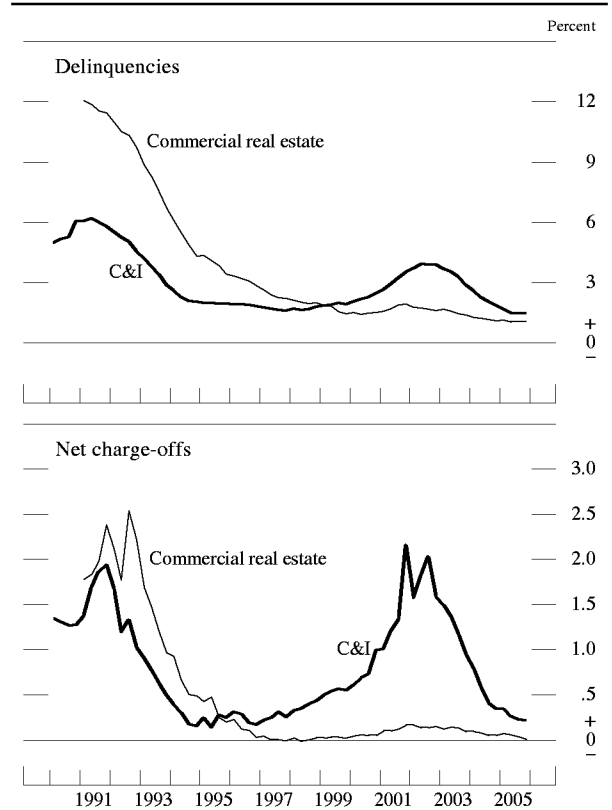 Percent
Delinquencies
12
Commercial real estate
9
6
C&I
3
+
0
–
Net charge-offs
3.0
2.5
Commercial real estate
2.0
1.5
C&I
1.0
.5
+
0
–
1991 1993 1995 1997 1999 2001 2003 2005